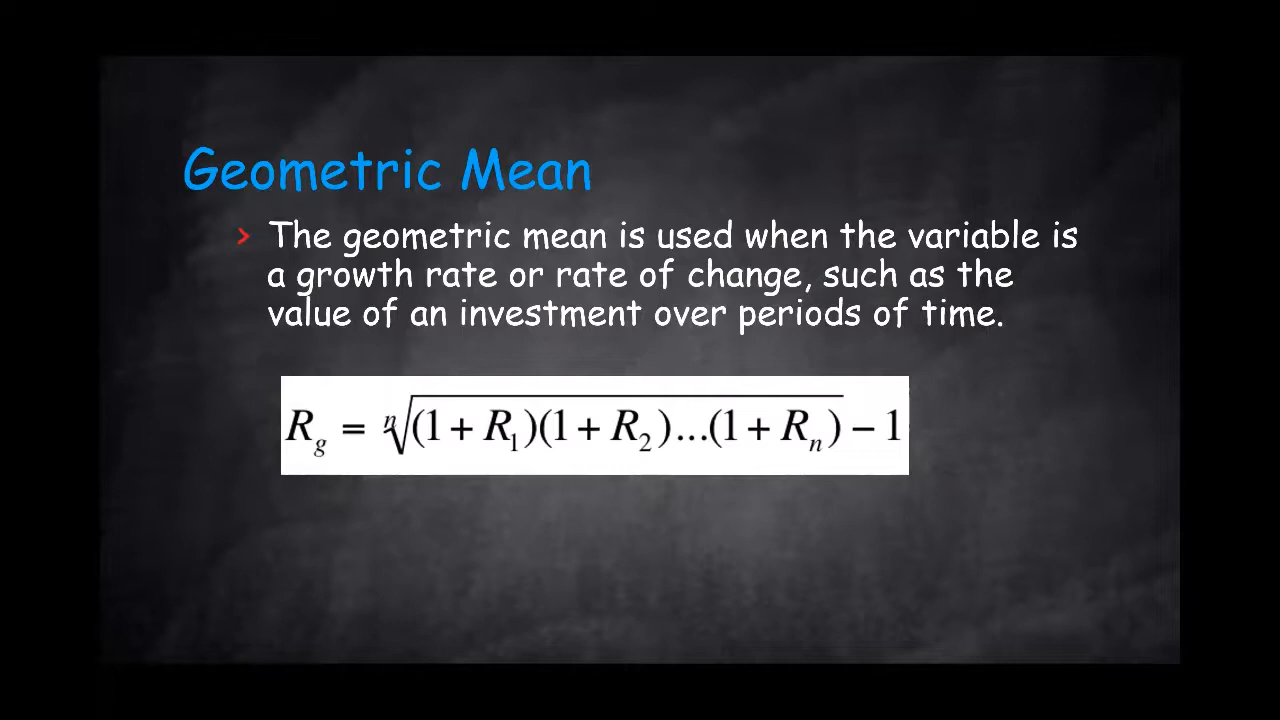 Geometric Mean
> The geometric mean is used when the variable is
a growth rate or rate of change, such as the
value of an investment over periods of time.
R_g = ⁿ√((1 + R_1)(1 + R_2)...(1 + R_n)) − 1